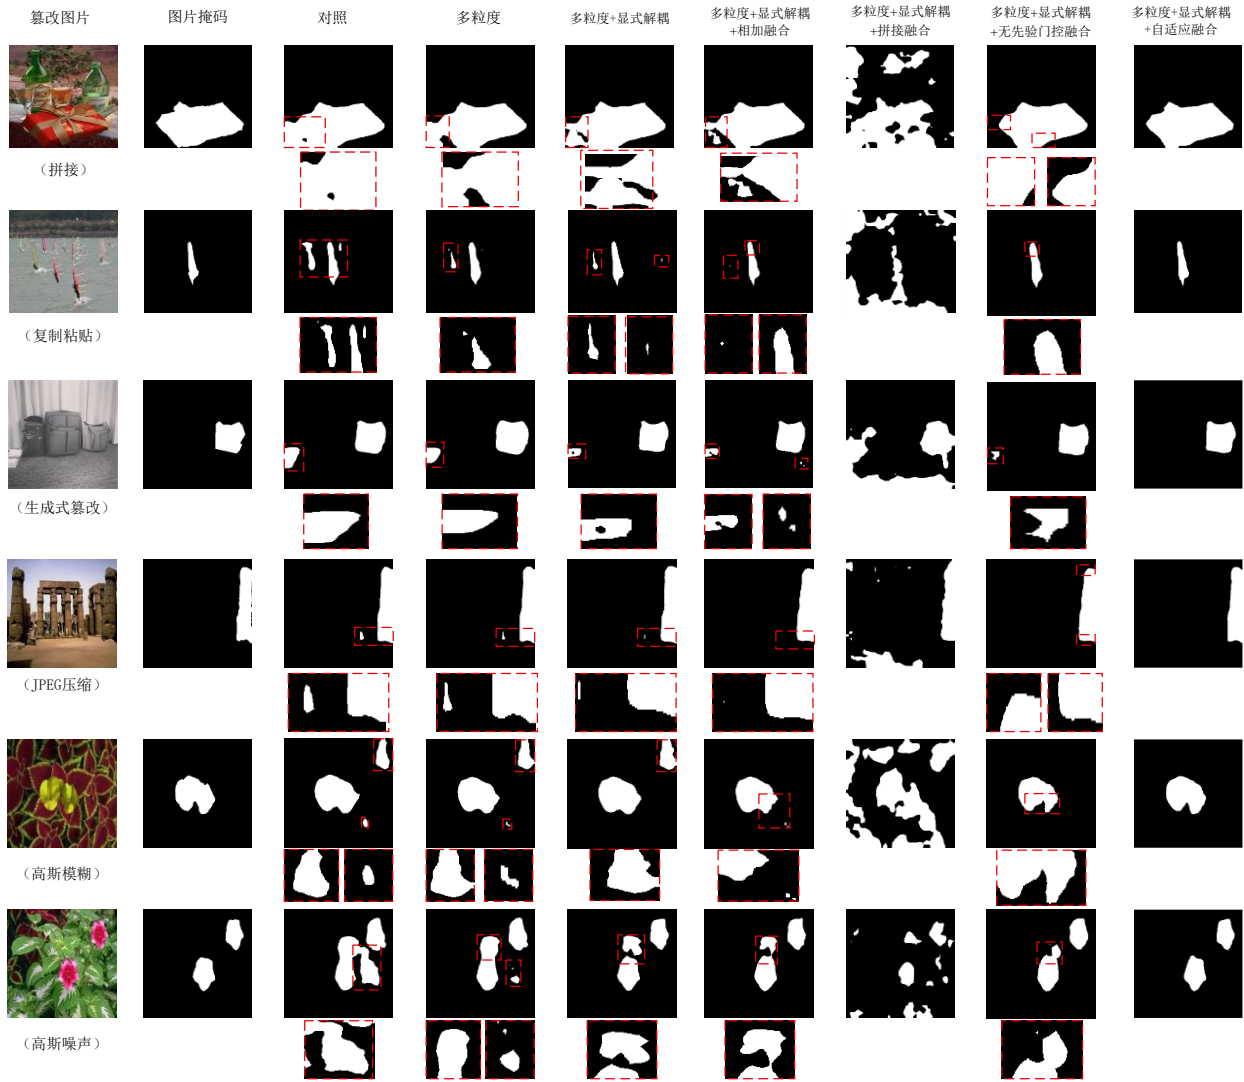 篡改图片
图片掩码
对照
多粒度
多粒度+显式解耦
多粒度+显式解耦
+相加融合
多粒度+显式解耦
+拼接融合
多粒度+显式解耦
+无先验门控融合
多粒度+显式解耦
+自适应融合
（拼接）
（复制粘贴）
（生成式篡改）
（JPEG压缩）
（高斯模糊）
（高斯噪声）